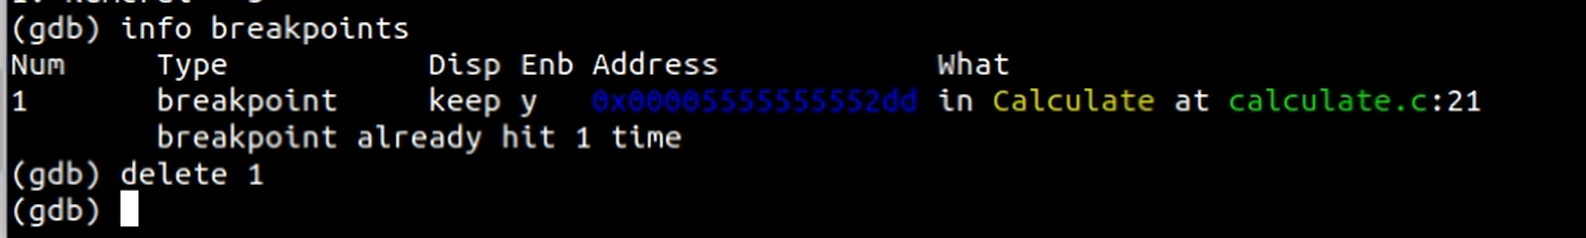 (gdb) info breakpoints
Num     Type           Disp Enb Address            What
1       breakpoint     keep y   0x00005555555552dd in Calculate at calculate.c:21
        breakpoint already hit 1 time
(gdb) delete 1
(gdb)